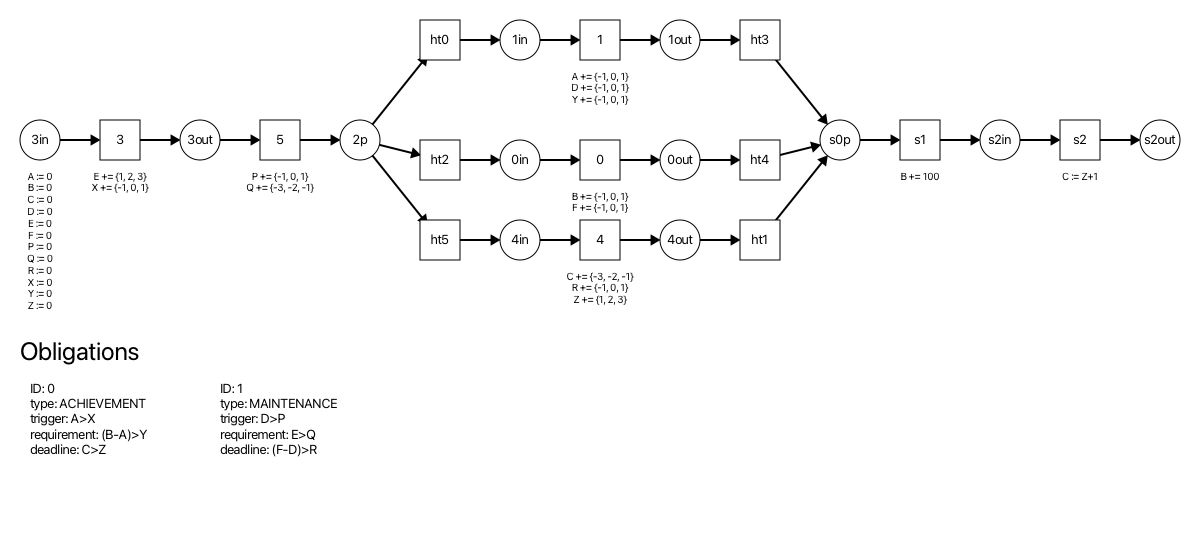 ht0
1in
1
1out
ht3
A += {-1, 0, 1}
D += {-1, 0, 1}
Y += {-1, 0, 1}
3in
3
3out
5
2p
s0p
s1
s2in
s2
s2out
ht2
0in
0
0out
ht4
A := 0
B := 0
C := 0
D := 0
E := 0
F := 0
P := 0
Q := 0
R := 0
X := 0
Y := 0
Z := 0
E += {1, 2, 3}
X += {-1, 0, 1}
P += {-1, 0, 1}
Q += {-3, -2, -1}
B += 100
C := Z+1
B += {-1, 0, 1}
F += {-1, 0, 1}
ht5
4in
4
4out
ht1
C += {-3, -2, -1}
R += {-1, 0, 1}
Z += {1, 2, 3}
Obligations
ID: 0
type: ACHIEVEMENT
trigger: A>X
requirement: (B-A)>Y
deadline: C>Z
ID: 1
type: MAINTENANCE
trigger: D>P
requirement: E>Q
deadline: (F-D)>R